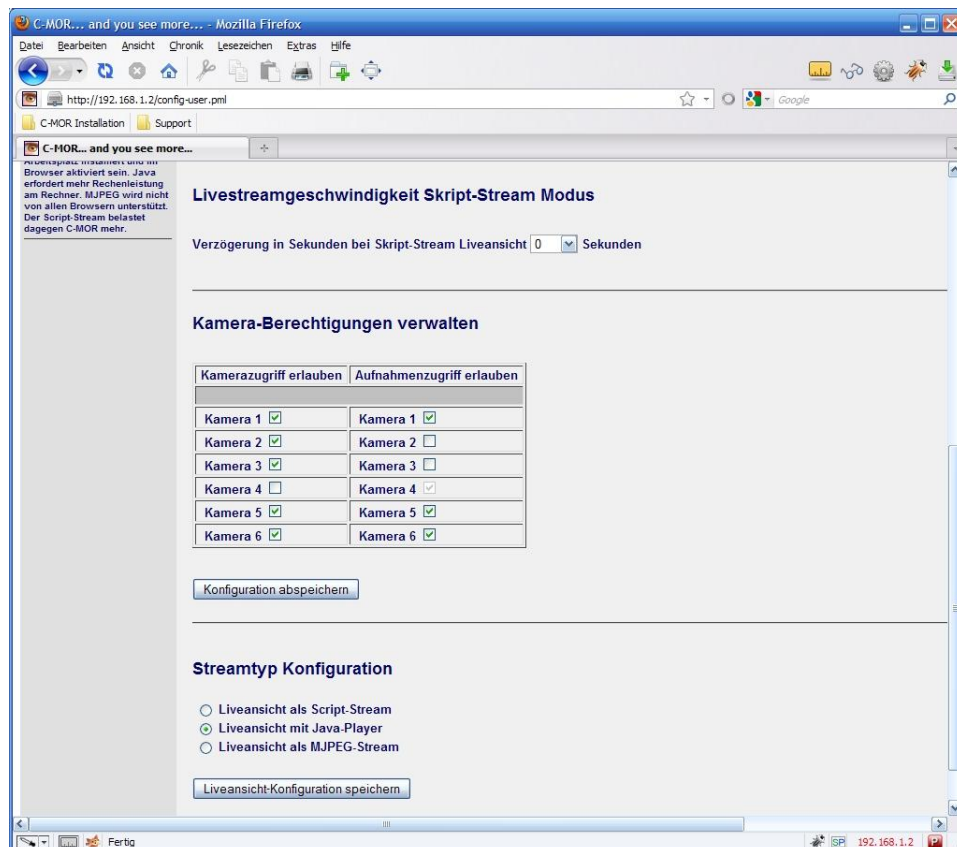 C-MOR... and you see more... - Mozilla Firefox
Datei Bearbeiten Ansicht Chronik Lesezeichen Extras Hilfe
http://192.168.1.2/config-user.pml
Google
C-MOR Installation Support
C-MOR... and you see more...
Arbeitsplatz installiert und im
Browser aktiviert sein. Java
erfordert mehr Rechenleistung
am Rechner. MJPEG wird nicht
von allen Browsern unterstützt.
Der Script-Stream belastet
dagegen C-MOR mehr.
Livestreamgeschwindigkeit Skript-Stream Modus
Verzögerung in Sekunden bei Skript-Stream Liveansicht 0 Sekunden
Kamera-Berechtigungen verwalten
Kamerazugriff erlauben Aufnahmenzugriff erlauben
Kamera 1 Kamera 1
Kamera 2 Kamera 2
Kamera 3 Kamera 3
Kamera 4 Kamera 4
Kamera 5 Kamera 5
Kamera 6 Kamera 6
Konfiguration abspeichern
Streamtyp Konfiguration
Liveansicht als Script-Stream
Liveansicht mit Java-Player
Liveansicht als MJPEG-Stream
Liveansicht-Konfiguration speichern
Fertig SP 192.168.1.2